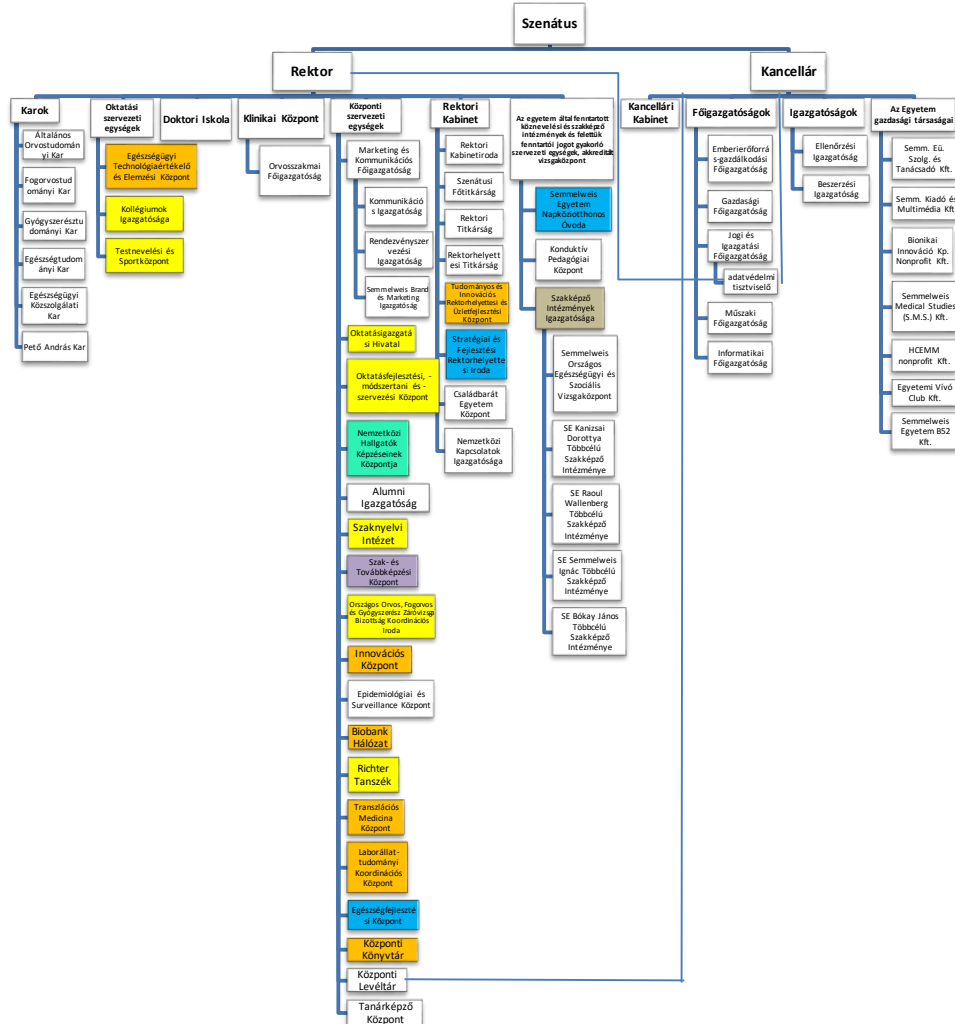 Szenátus
Rektor
Kancellár
Karok
Általános
Orvostudomá
nyi Kar
Fogorvostud
ományi Kar
Gyógyszerésztu
dományi Kar
Egészségtudom
ányi Kar
Egészségügyi
Közszolgálati
Kar
Pető András Kar
Oktatási
szervezeti
egységek
Egészségügyi
Technológiaértékelő
és Elemzési Központ
Kollégiumok
Igazgatósága
Testnevelési és
Sportközpont
Doktori Iskola
Klinikai Központ
Orvosszakmai
Főigazgatóság
Központi
szervezeti
egységek
Marketing és
Kommunikációs
Főigazgatóság
Kommunikáció
s Igazgatóság
Rendezvényszer
vezési
Igazgatóság
Semmelweis Brand
és Marketing
Igazgatóság
Oktatásigazgatá
si Hivatal
Oktatásfejlesztési, -
módszertani és -
szervezési Központ
Nemzetközi
Hallgatók
Képzéseinek
Központja
Alumni
Igazgatóság
Szaknyelvi
Intézet
Szak- és
Továbbképzési
Központ
Országos Orvos, Fogorvos
és Gyógyszerész Záróvizsga
Bizottság Koordinációs
Iroda
Innovációs
Központ
Epidemiológiai és
Surveillance Központ
Biobank
Hálózat
Richter
Tanszék
Transzlációs
Medicina
Központ
Laborállat-
tudományi
Koordinációs
Központ
Egészségfejleszté
si Központ
Központi
Könyvtár
Központi
Levéltár
Tanárképző
Központ
Rektori
Kabinet
Rektori
Kabinetiroda
Szenátusi
Főtitkárság
Rektori
Titkárság
Rektorhelyett
esi Titkárság
Tudományos és
Innovációs
Rektorhelyettesi és
Üzletfejlesztési
Központ
Stratégiai és
Fejlesztési
Rektorhelyette
si Iroda
Családbarát
Egyetem
Központ
Nemzetközi
Kapcsolatok
Igazgatósága
Az egyetem által fenntartott
köznevelési és szakképző
intézmények és felettük
fenntartói jogot gyakorló
szervezeti egységek, akkreditált
vizsgaközpont
Semmelweis
Egyetem
Napköziotthonos
Óvoda
Konduktív
Pedagógiai
Központ
Szakképző
Intézmények
Igazgatósága
Semmelweis
Országos
Egészségügyi és
Szociális
Vizsgaközpont
SE Kanizsai
Dorottya
Többcélú
Szakképző
Intézménye
SE Raoul
Wallenberg
Többcélú
Szakképző
Intézménye
SE Semmelweis
Ignác Többcélú
Szakképző
Intézménye
SE Bókay János
Többcélú
Szakképző
Intézménye
Kancellári
Kabinet
Főigazgatóságok
Emberierőforrá
s-gazdálkodási
Főigazgatóság
Gazdasági
Főigazgatóság
Jogi és
Igazgatási
Főigazgatóság
adatvédelmi
tisztviselő
Műszaki
Főigazgatóság
Informatikai
Főigazgatóság
Igazgatóságok
Ellenőrzési
Igazgatóság
Beszerzési
Igazgatóság
Az Egyetem
gazdasági társaságai
Semm. Eü.
Szolg. és
Tanácsadó Kft.
Semm. Kiadó és
Multimédia Kft
Bionikai
Innováció Kp.
Nonprofit Kft.
Semmelweis
Medical Studies
(S.M.S.) Kft.
HCEMM
nonprofit Kft.
Egyetemi Vívó
Club Kft.
Semmelweis
Egyetem B52
Kft.